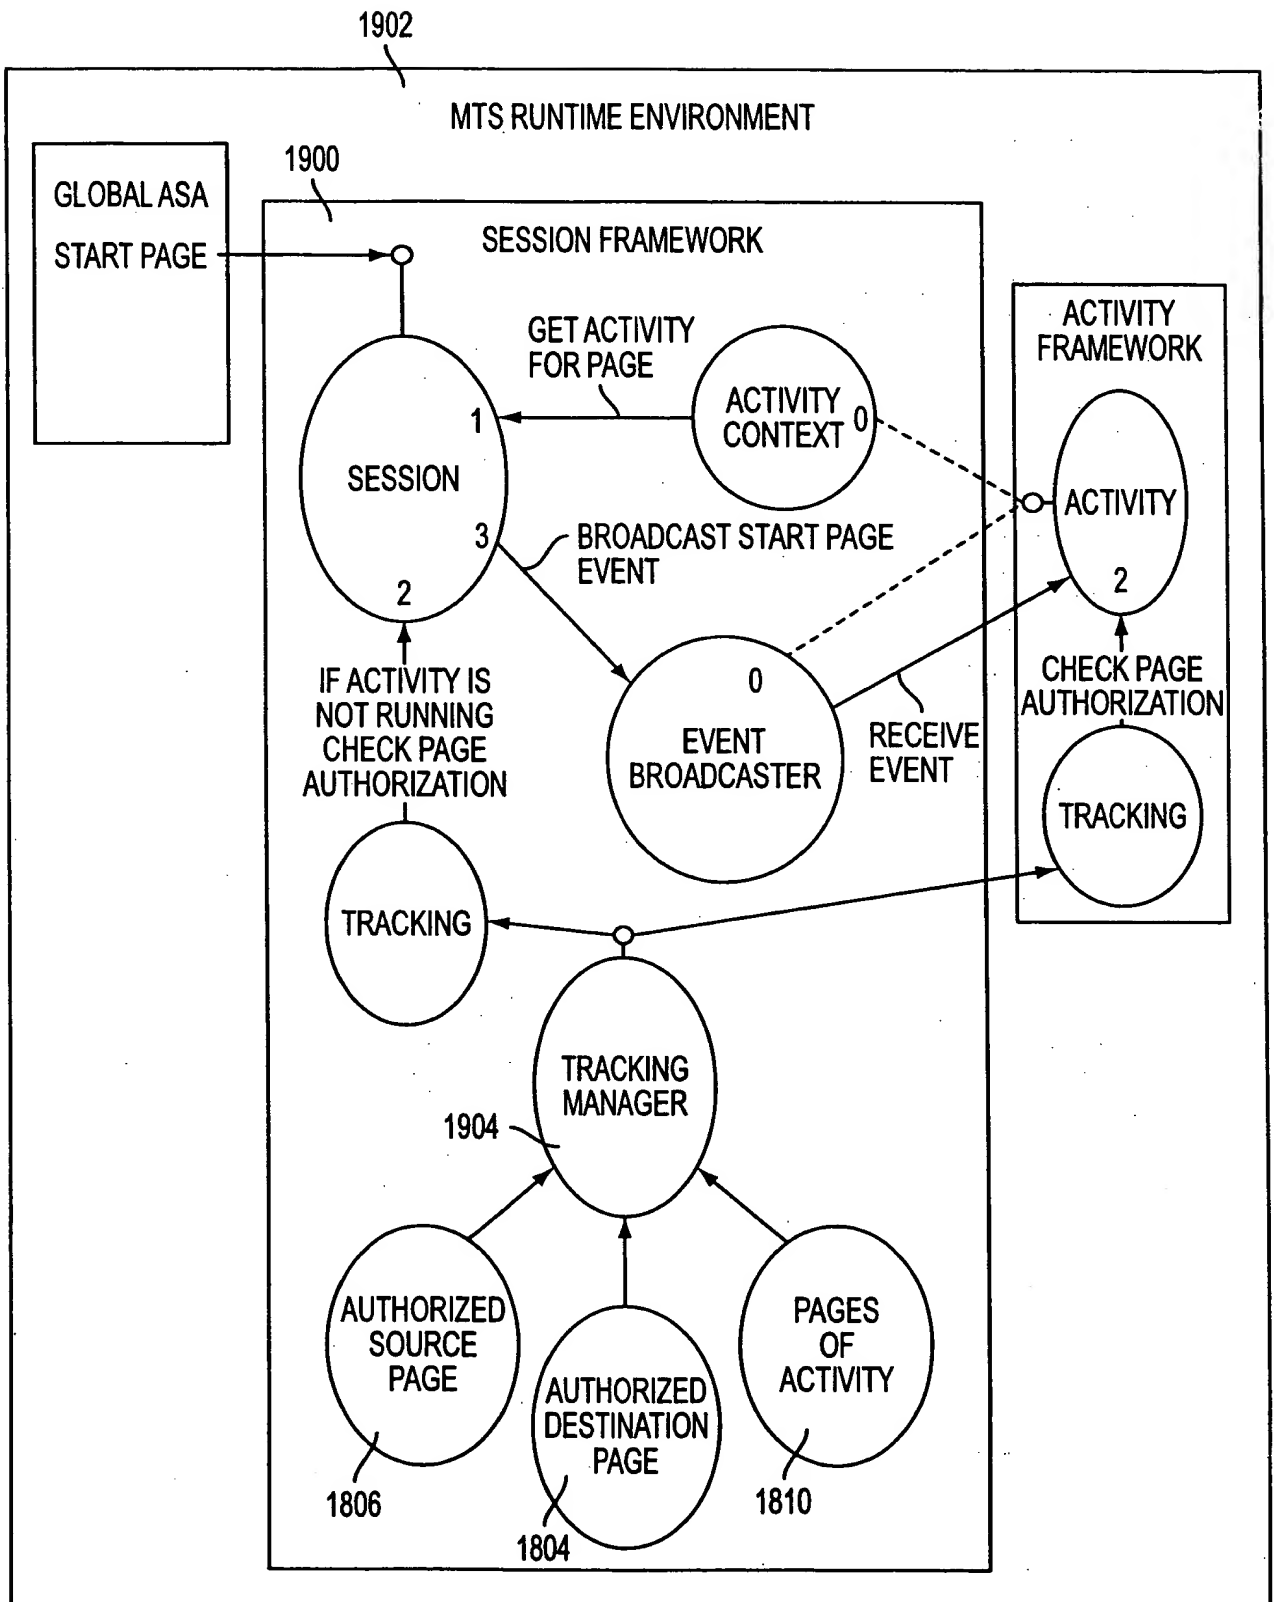 1902
MTS RUNTIME ENVIRONMENT
GLOBAL ASA
START PAGE
1900
SESSION FRAMEWORK
GET ACTIVITY
FOR PAGE
ACTIVITY
CONTEXT
0
1
SESSION
3
2
BROADCAST START PAGE
EVENT
ACTIVITY
FRAMEWORK
ACTIVITY
2
CHECK PAGE
AUTHORIZATION
TRACKING
IF ACTIVITY IS
NOT RUNNING
CHECK PAGE
AUTHORIZATION
0
EVENT
BROADCASTER
RECEIVE
EVENT
TRACKING
TRACKING
MANAGER
1904
AUTHORIZED
SOURCE
PAGE
1806
AUTHORIZED
DESTINATION
PAGE
1804
PAGES
OF
ACTIVITY
1810